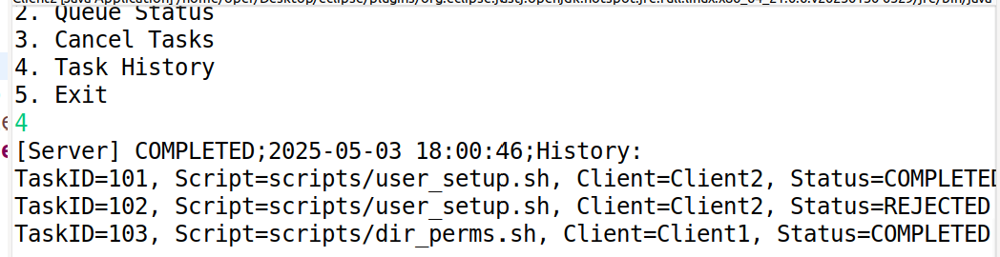 2. Queue Status
3. Cancel Tasks
4. Task History
5. Exit
4
[Server] COMPLETED;2025-05-03 18:00:46;History:
TaskID=101, Script=scripts/user_setup.sh, Client=Client2, Status=COMPLETED
TaskID=102, Script=scripts/user_setup.sh, Client=Client2, Status=REJECTED
TaskID=103, Script=scripts/dir_perms.sh, Client=Client1, Status=COMPLETED